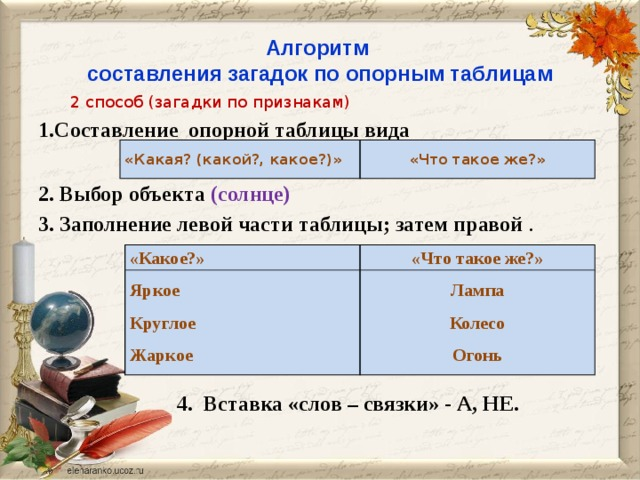 Алгоритм
составления загадок по опорным таблицам
2 способ (загадки по признакам)
1.Составление опорной таблицы вида
«Какая? (какой?, какое?)» «Что такое же?»
2. Выбор объекта (солнце)
3. Заполнение левой части таблицы; затем правой .
«Какое?» «Что такое же?»
Яркое Лампа
Круглое Колесо
Жаркое Огонь
4. Вставка «слов – связки» - А, НЕ.
elenaranko.ucoz.ru